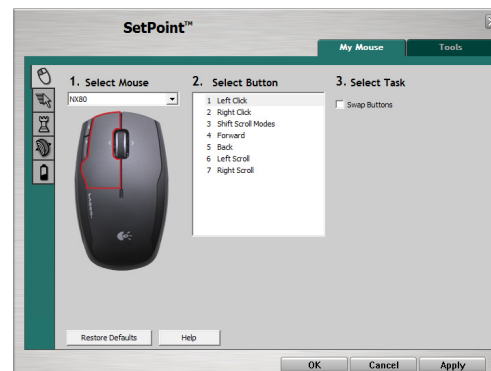 SetPoint™
My Mouse
Tools
1. Select Mouse
NX80
2. Select Button
1 Left Click
2 Right Click
3 Shift Scroll Modes
4 Forward
5 Back
6 Left Scroll
7 Right Scroll
3. Select Task
Swap Buttons
Restore Defaults
Help
OK
Cancel
Apply